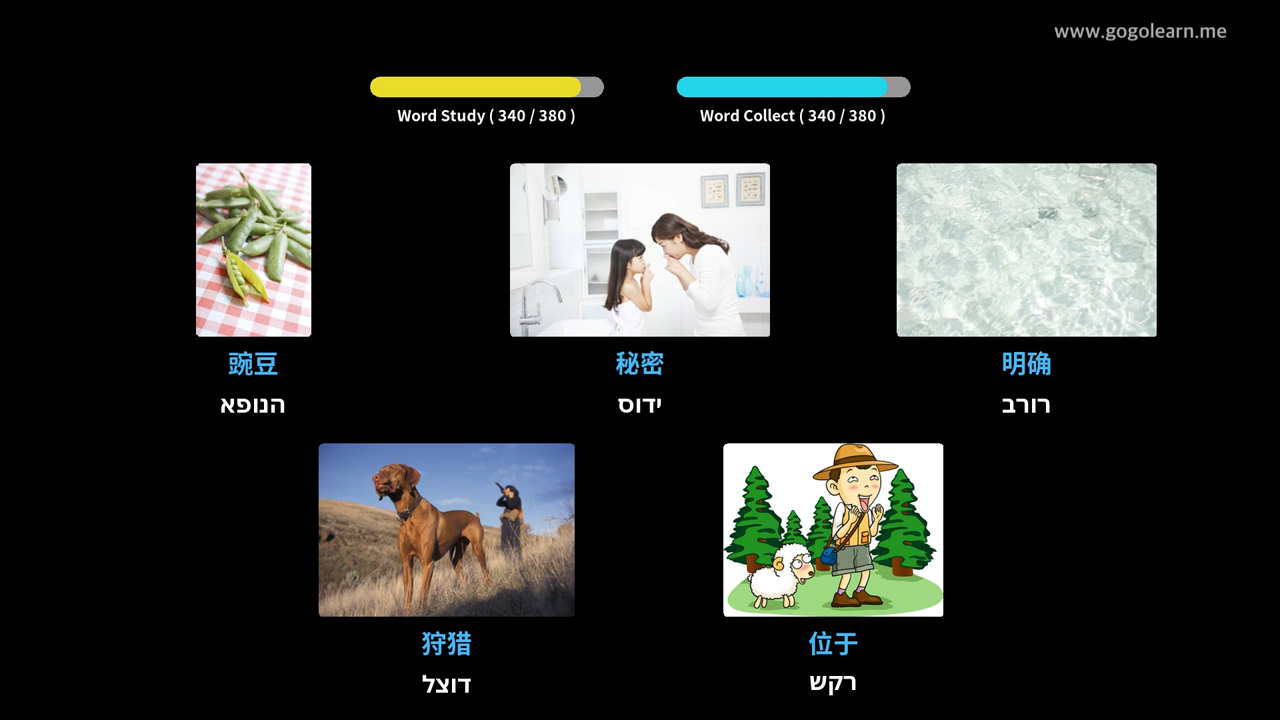 www.gogolearn.me
Word Study ( 340 / 380 )
Word Collect ( 340 / 380 )
豌豆
הנופא
秘密
ידוס
明确
רורב
狩猎
דוצל
位于
רקש